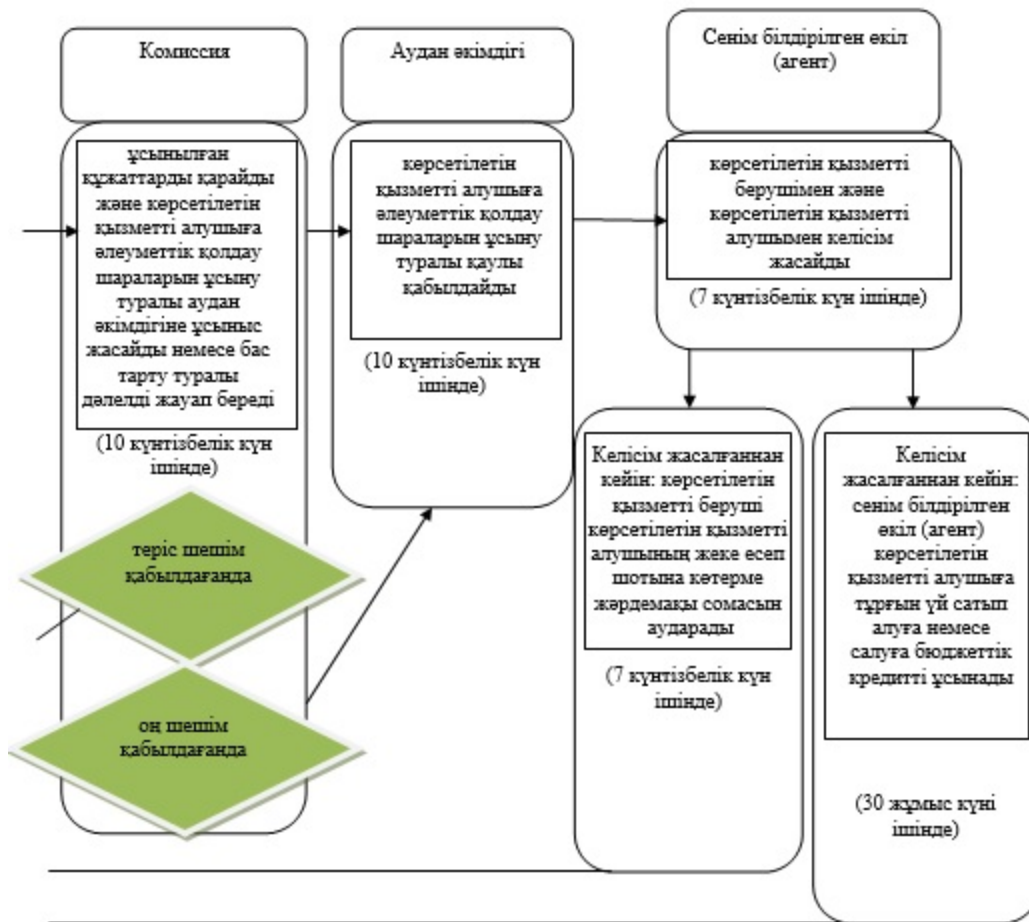 Комиссия
Аудан әкімдігі
Сенім білдірілген өкіл
(агент)
ұсынылған
құжаттарды қарайды
және көрсетілетін
қызметті алушыға
әлеуметтік қолдау
шараларын ұсыну
туралы аудан
әкімдігіне ұсыныс
жасайды немесе бас
тарту туралы
дәлелді жауап береді
(10 күнтізбелік күн
ішінде)
теріс шешім
қабылдағанда
оң шешім
қабылдағанда
көрсетілетін
қызметті алушыға
әлеуметтік қолдау
шараларын ұсыну
туралы қаулы
қабылдайды
(10 күнтізбелік күн
ішінде)
көрсетілетін қызметті
берушімен және
көрсетілетін қызметті
алушымен келісім
жасайды
(7 күнтізбелік күн ішінде)
Келісім жасалғаннан
кейін: көрсетілетін
қызметті беруші
көрсетілетін қызметті
алушының жеке есеп
шотына көтерме
жәрдемақы сомасын
аударады
(7 күнтізбелік күн
ішінде)
Келісім
жасалғаннан кейін:
сенім білдірілген
өкіл (агент)
көрсетілетін
қызметті алушыға
тұрғын үй сатып
алуға немесе
салуға бюджеттік
кредитті ұсынады
(30 жұмыс күні
ішінде)